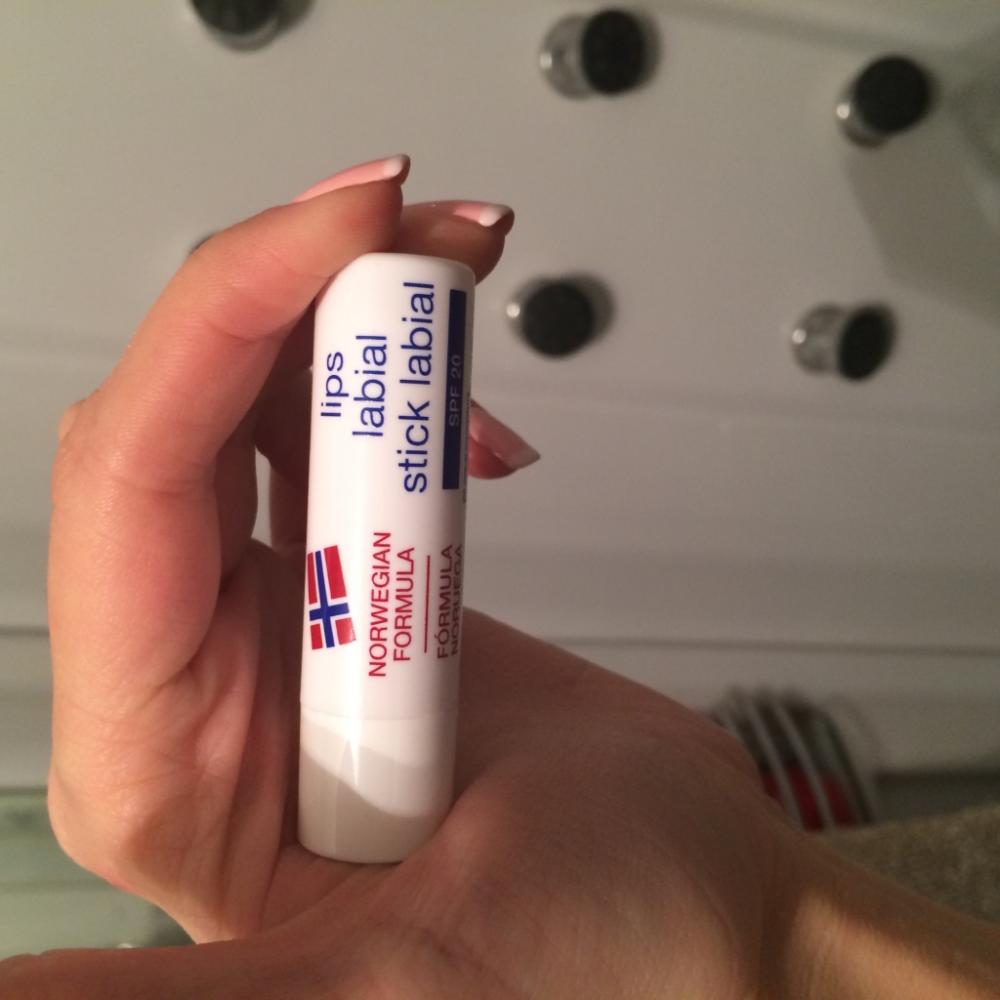 lips
labial
stick labial
SPF 20
NORWEGIAN
FORMULA
FÓRMULA
NORUEGA